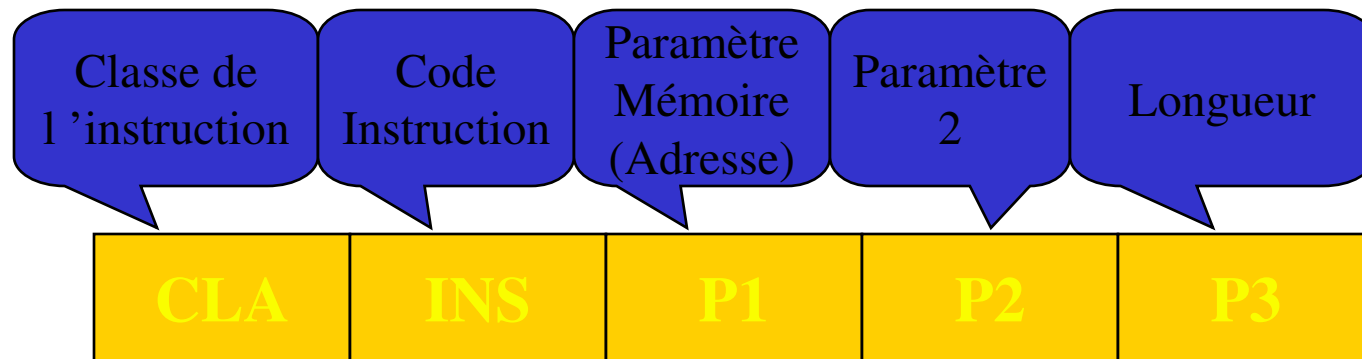 Classe de
l ’instruction
Code
Instruction
Paramètre
Mémoire
(Adresse)
Paramètre
2
Longueur
CLA INS P1 P2 P3